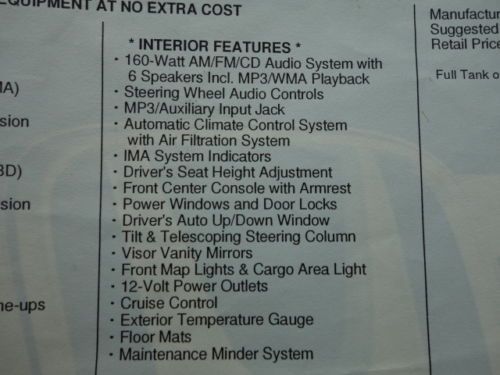 EQUIPMENT AT NO EXTRA COST
* INTERIOR FEATURES *
· 160-Watt AM/FM/CD Audio System with
6 Speakers Incl. MP3/WMA Playback
· Steering Wheel Audio Controls
· MP3/Auxiliary Input Jack
· Automatic Climate Control System
with Air Filtration System
· IMA System Indicators
· Driver's Seat Height Adjustment
· Front Center Console with Armrest
· Power Windows and Door Locks
· Driver's Auto Up/Down Window
· Tilt & Telescoping Steering Column
· Visor Vanity Mirrors
· Front Map Lights & Cargo Area Light
· 12-Volt Power Outlets
· Cruise Control
· Exterior Temperature Gauge
· Floor Mats
· Maintenance Minder System
MA)
sion
BD)
sion
ne-ups
Manufactur
Suggested
Retail Price
Full Tank o